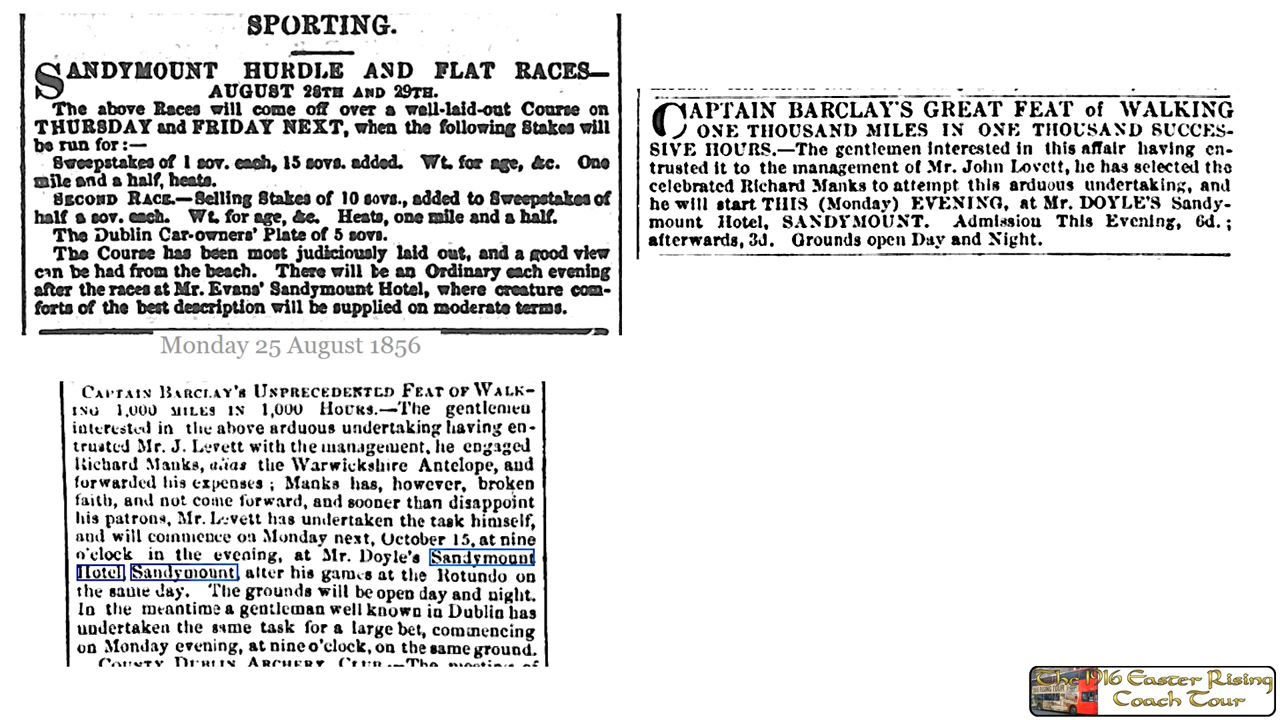 SPORTING.
SANDYMOUNT HURDLE AND FLAT RACES—
AUGUST 28TH AND 29TH.
The above Races will come off over a well-laid-out Course on
THURSDAY and FRIDAY NEXT, when the following Stakes will
be run for:—
Sweepstakes of 1 sov. each, 15 sovs. added. Wt. for age, &c. One
mile and a half, heats.
SECOND RACE.—Selling Stakes of 10 sovs., added to Sweepstakes of
half a sov. each. Wt. for age, &c. Heats, one mile and a half.
The Dublin Car-owners' Plate of 5 sovs.
The Course has been most judiciously laid out, and a good view
can be had from the beach. There will be an Ordinary each evening
after the races at Mr. Evans' Sandymount Hotel, where creature com-
forts of the best description will be supplied on moderate terms.
Monday 25 August 1856
CAPTAIN BARCLAY'S GREAT FEAT of WALKING
ONE THOUSAND MILES IN ONE THOUSAND SUCCES-
SIVE HOURS.—The gentlemen interested in this affair having en-
trusted it to the management of Mr. John Lovett, he has selected the
celebrated Richard Manks to attempt this arduous undertaking, and
he will start THIS (Monday) EVENING, at Mr. DOYLE'S Sandy-
mount Hotel, SANDYMOUNT. Admission This Evening, 6d.;
afterwards, 3d. Grounds open Day and Night.
CAPTAIN BARCLAY'S UNPRECEDENTED FEAT OF WALK-
ING 1,000 MILES IN 1,000 HOURS.—The gentlemen
interested in the above arduous undertaking having en-
trusted Mr. J. Levett with the management, he engaged
Richard Manks, alias the Warwickshire Antelope, and
forwarded his expenses; Manks has, however, broken
faith, and not come forward, and sooner than disappoint
his patrons, Mr. Levett has undertaken the task himself,
and will commence on Monday next, October 15, at nine
o'clock in the evening, at Mr. Doyle's Sandymount
Hotel, Sandymount, after his games at the Rotundo on
the same day. The grounds will be open day and night.
In the meantime a gentleman well known in Dublin has
undertaken the same task for a large bet, commencing
on Monday evening, at nine o'clock, on the same ground.
COUNTY DUBLIN ARCHERY CLUB.—The meeting of
The 1916 Easter Rising
Coach Tour